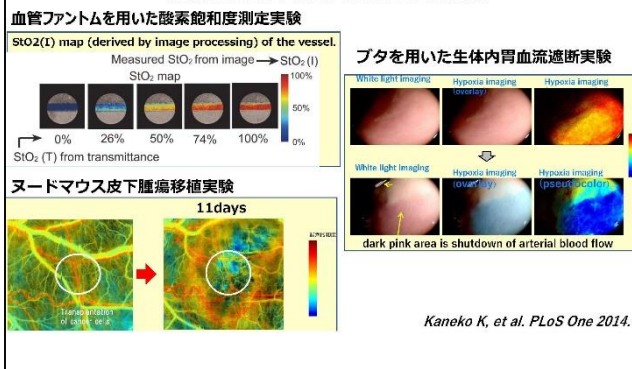 血管ファントムを用いた酸素飽和度測定実験
StO2(I) map (derived by image processing) of the vessel.
Measured StO₂ from image → StO₂ (I)
StO₂ map
100%
50%
0%
0% 26% 50% 74% 100%
StO₂ (T) from transmittance
ヌードマウス皮下腫瘍移植実験
11days
Transplantation
of cancer cells
ブタを用いた生体内胃血流遮断実験
White light imaging
Hypoxia imaging
(overlay)
Hypoxia imaging
White light imaging
Hypoxia imaging
(overlay)
Hypoxia imaging
(pseudocolor)
dark pink area is shutdown of arterial blood flow
Kaneko K, et al. PLoS One 2014.